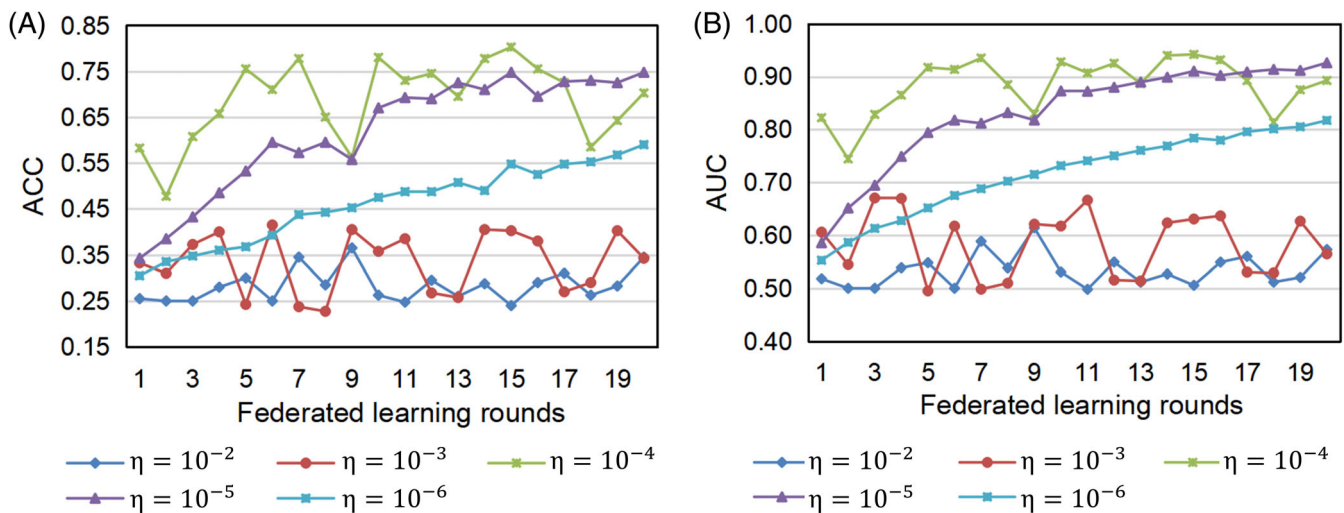 (A)
0.85
0.75
0.65
0.55
0.45
0.35
0.25
0.15
ACC
1 3 5 7 9 11 13 15 17 19
Federated learning rounds
η = 10⁻² η = 10⁻³ η = 10⁻⁴
η = 10⁻⁵ η = 10⁻⁶
(B)
1.00
0.90
0.80
0.70
0.60
0.50
0.40
AUC
1 3 5 7 9 11 13 15 17 19
Federated learning rounds
η = 10⁻² η = 10⁻³ η = 10⁻⁴
η = 10⁻⁵ η = 10⁻⁶